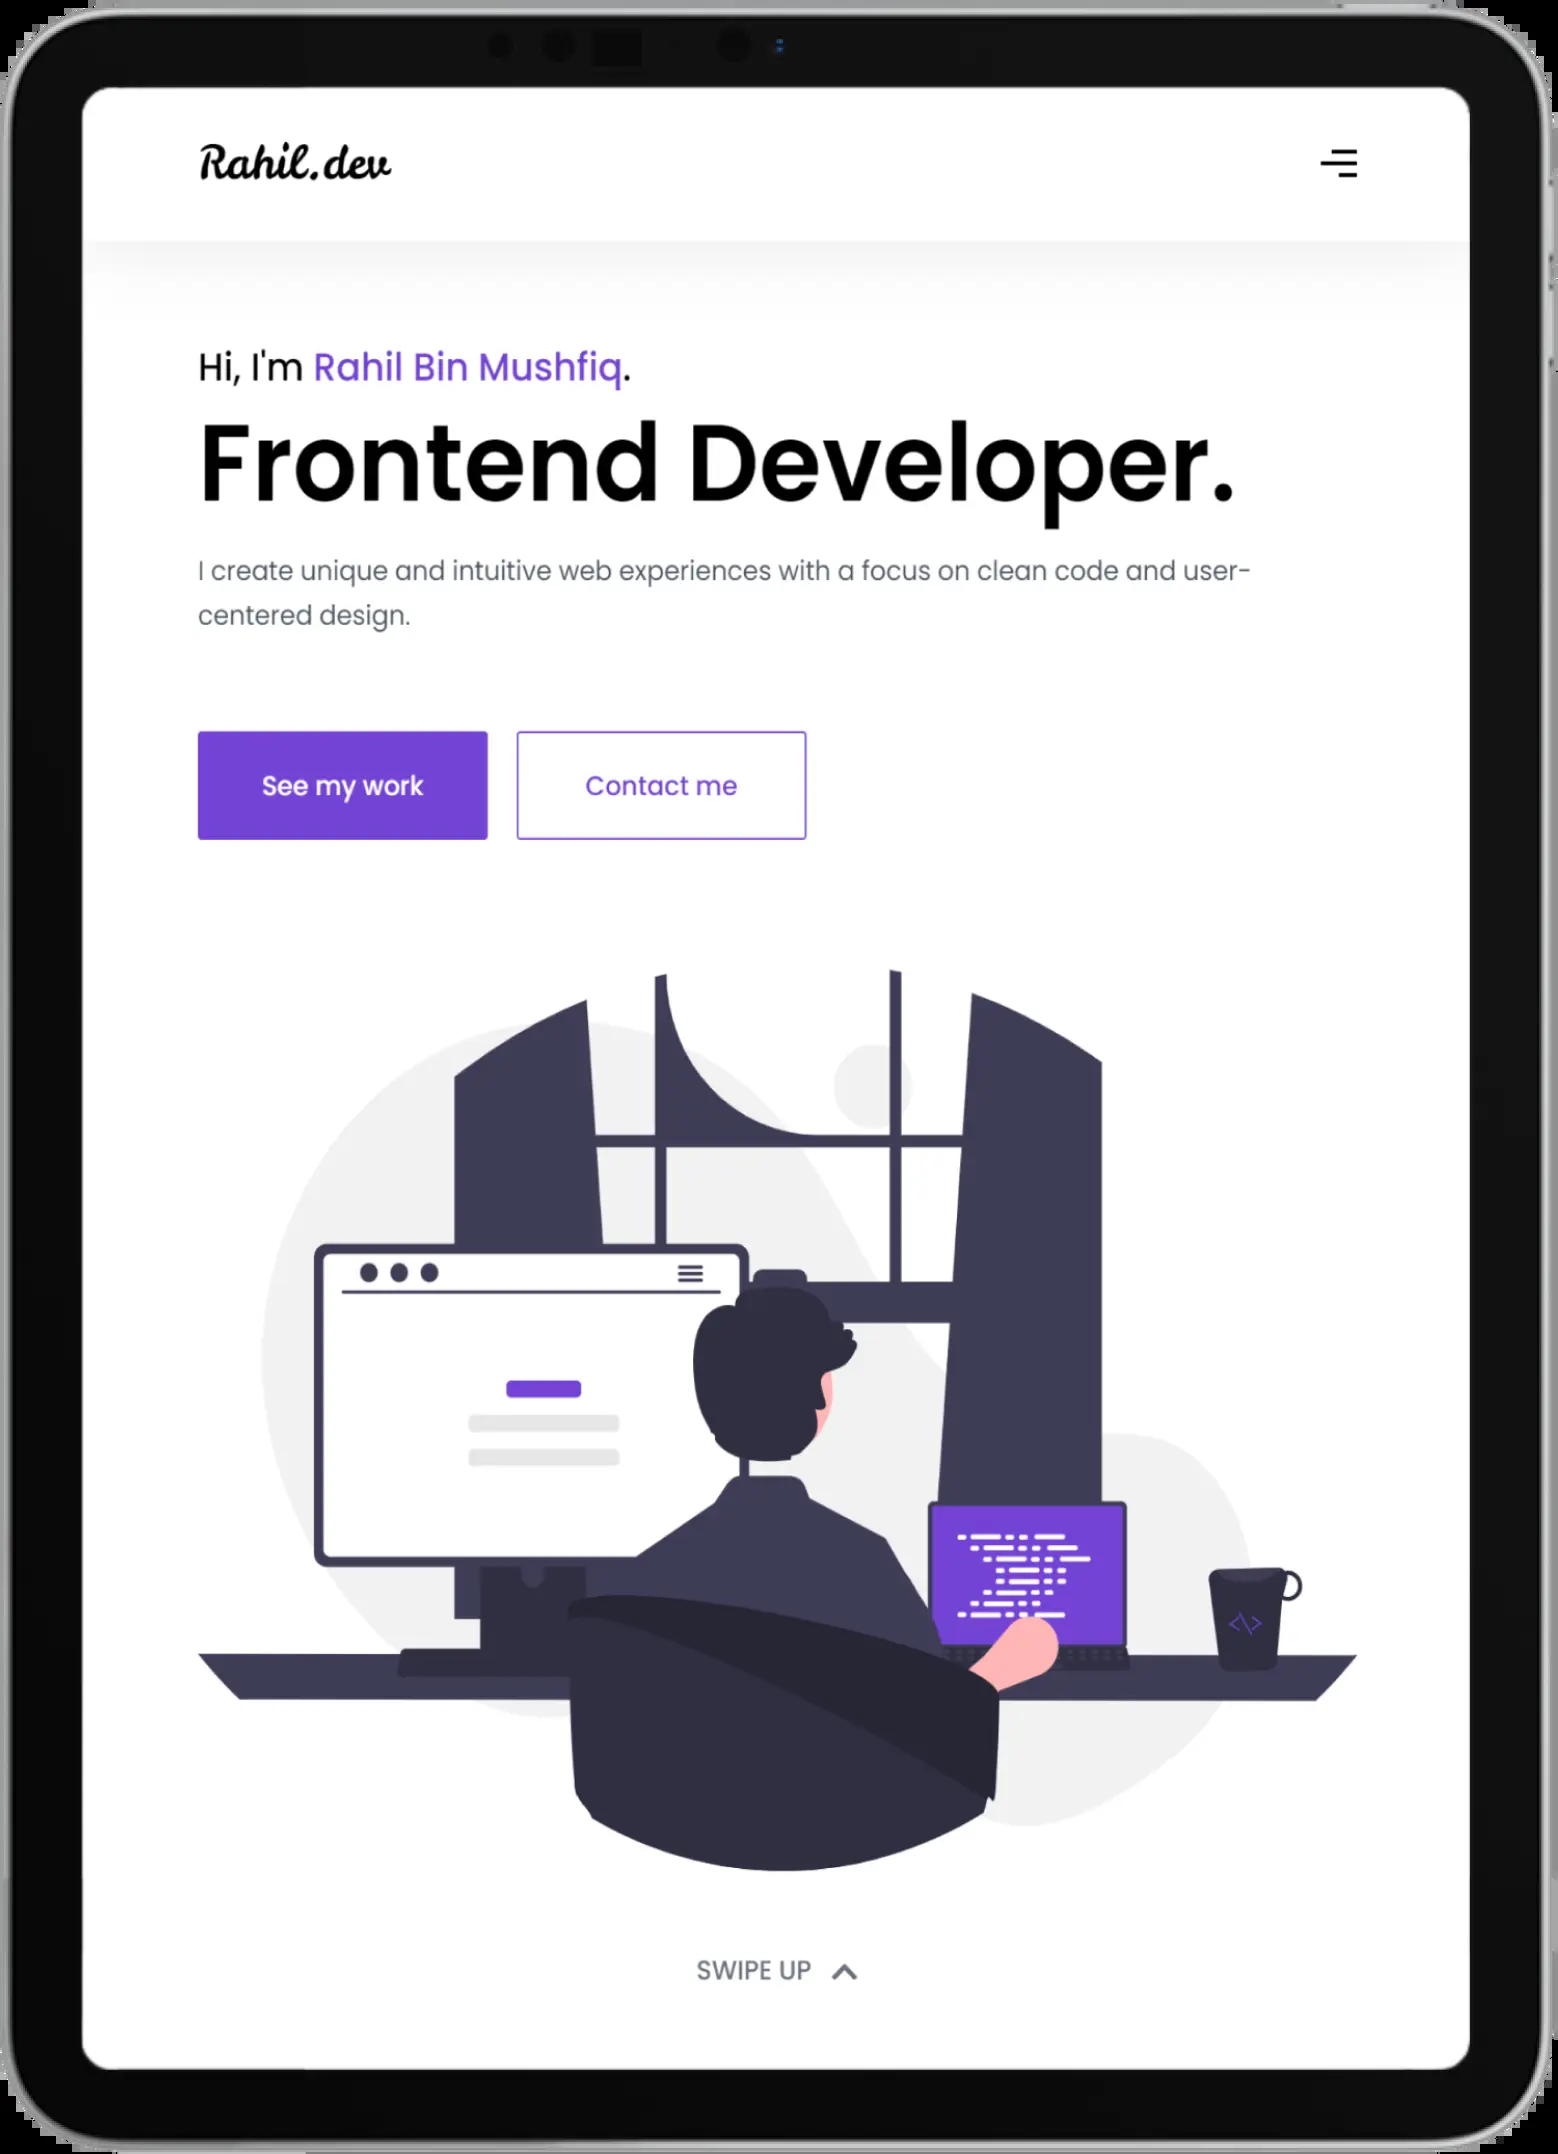 Rahil.dev
Hi, I'm Rahil Bin Mushfiq.
Frontend Developer.
I create unique and intuitive web experiences with a focus on clean code and user-
centered design.
See my work
Contact me
<\>
SWIPE UP